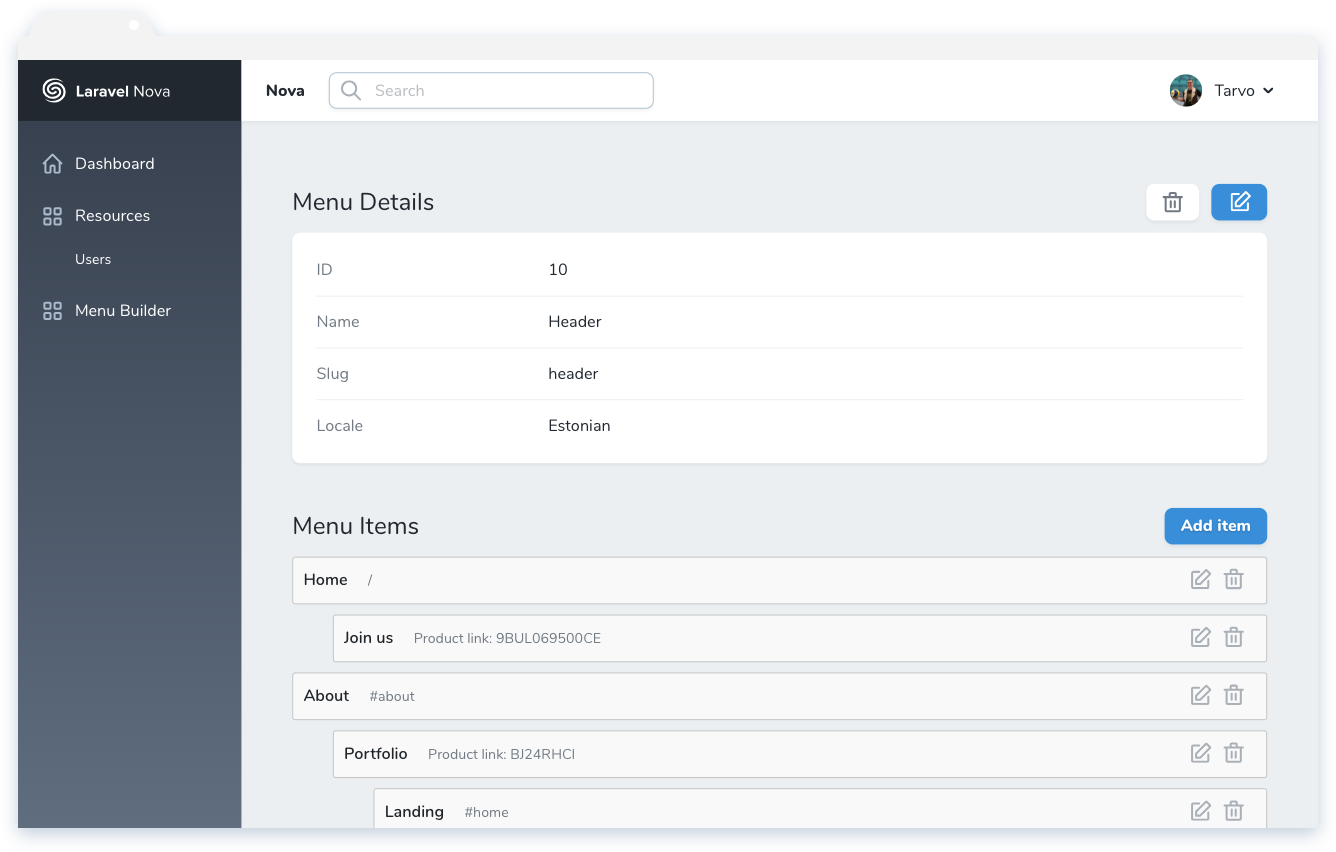 Laravel Nova
Nova
Search
Tarvo
Dashboard
Resources
Users
Menu Builder
Menu Details
ID 10
Name Header
Slug header
Locale Estonian
Menu Items
Add item
Home /
Join us Product link: 9BUL069500CE
About #about
Portfolio Product link: BJ24RHCI
Landing #home